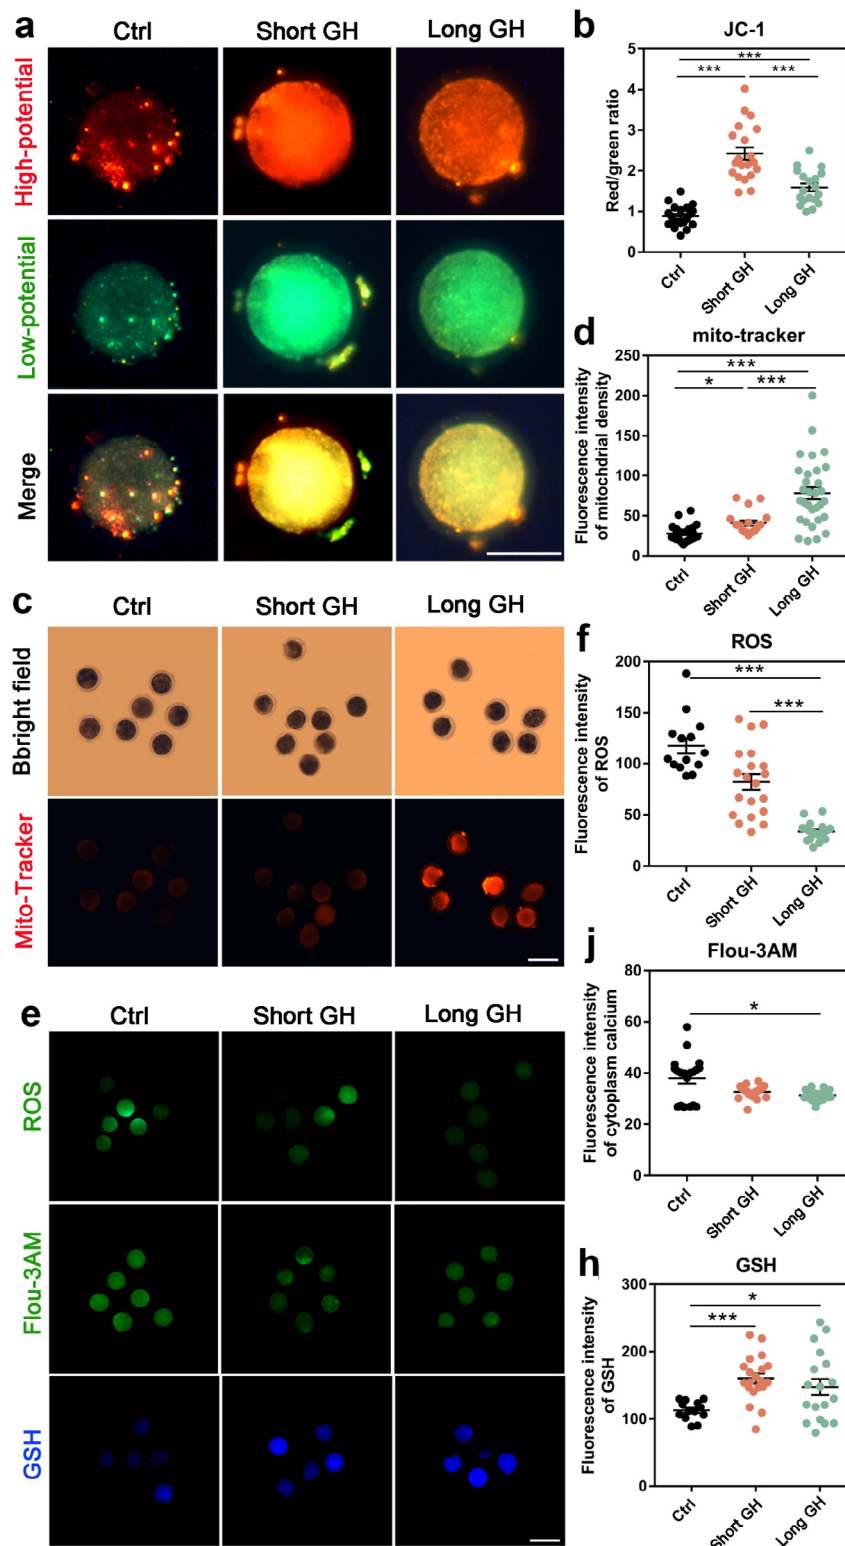 a
Ctrl
Short GH
Long GH
High-potential
Low-potential
Merge
b
JC-1
***
***
***
Red/green ratio
5
4
3
2
1
0
Ctrl
Short GH
Long GH
c
Ctrl
Short GH
Long GH
Bbright field
Mito-Tracker
d
mito-tracker
***
*
***
Fluorescence intensity
of mitochdrial density
250
200
150
100
50
0
Ctrl
Short GH
Long GH
e
Ctrl
Short GH
Long GH
ROS
Flou-3AM
GSH
f
ROS
***
***
Fluorescence intensity
of ROS
200
150
100
50
0
Ctrl
Short GH
Long GH
j
Flou-3AM
*
Fluorescence intensity
of cytoplasm calcium
80
60
40
20
0
Ctrl
Short GH
Long GH
h
GSH
*
***
Fluorescence intensity
of GSH
300
200
100
0
Ctrl
Short GH
Long GH